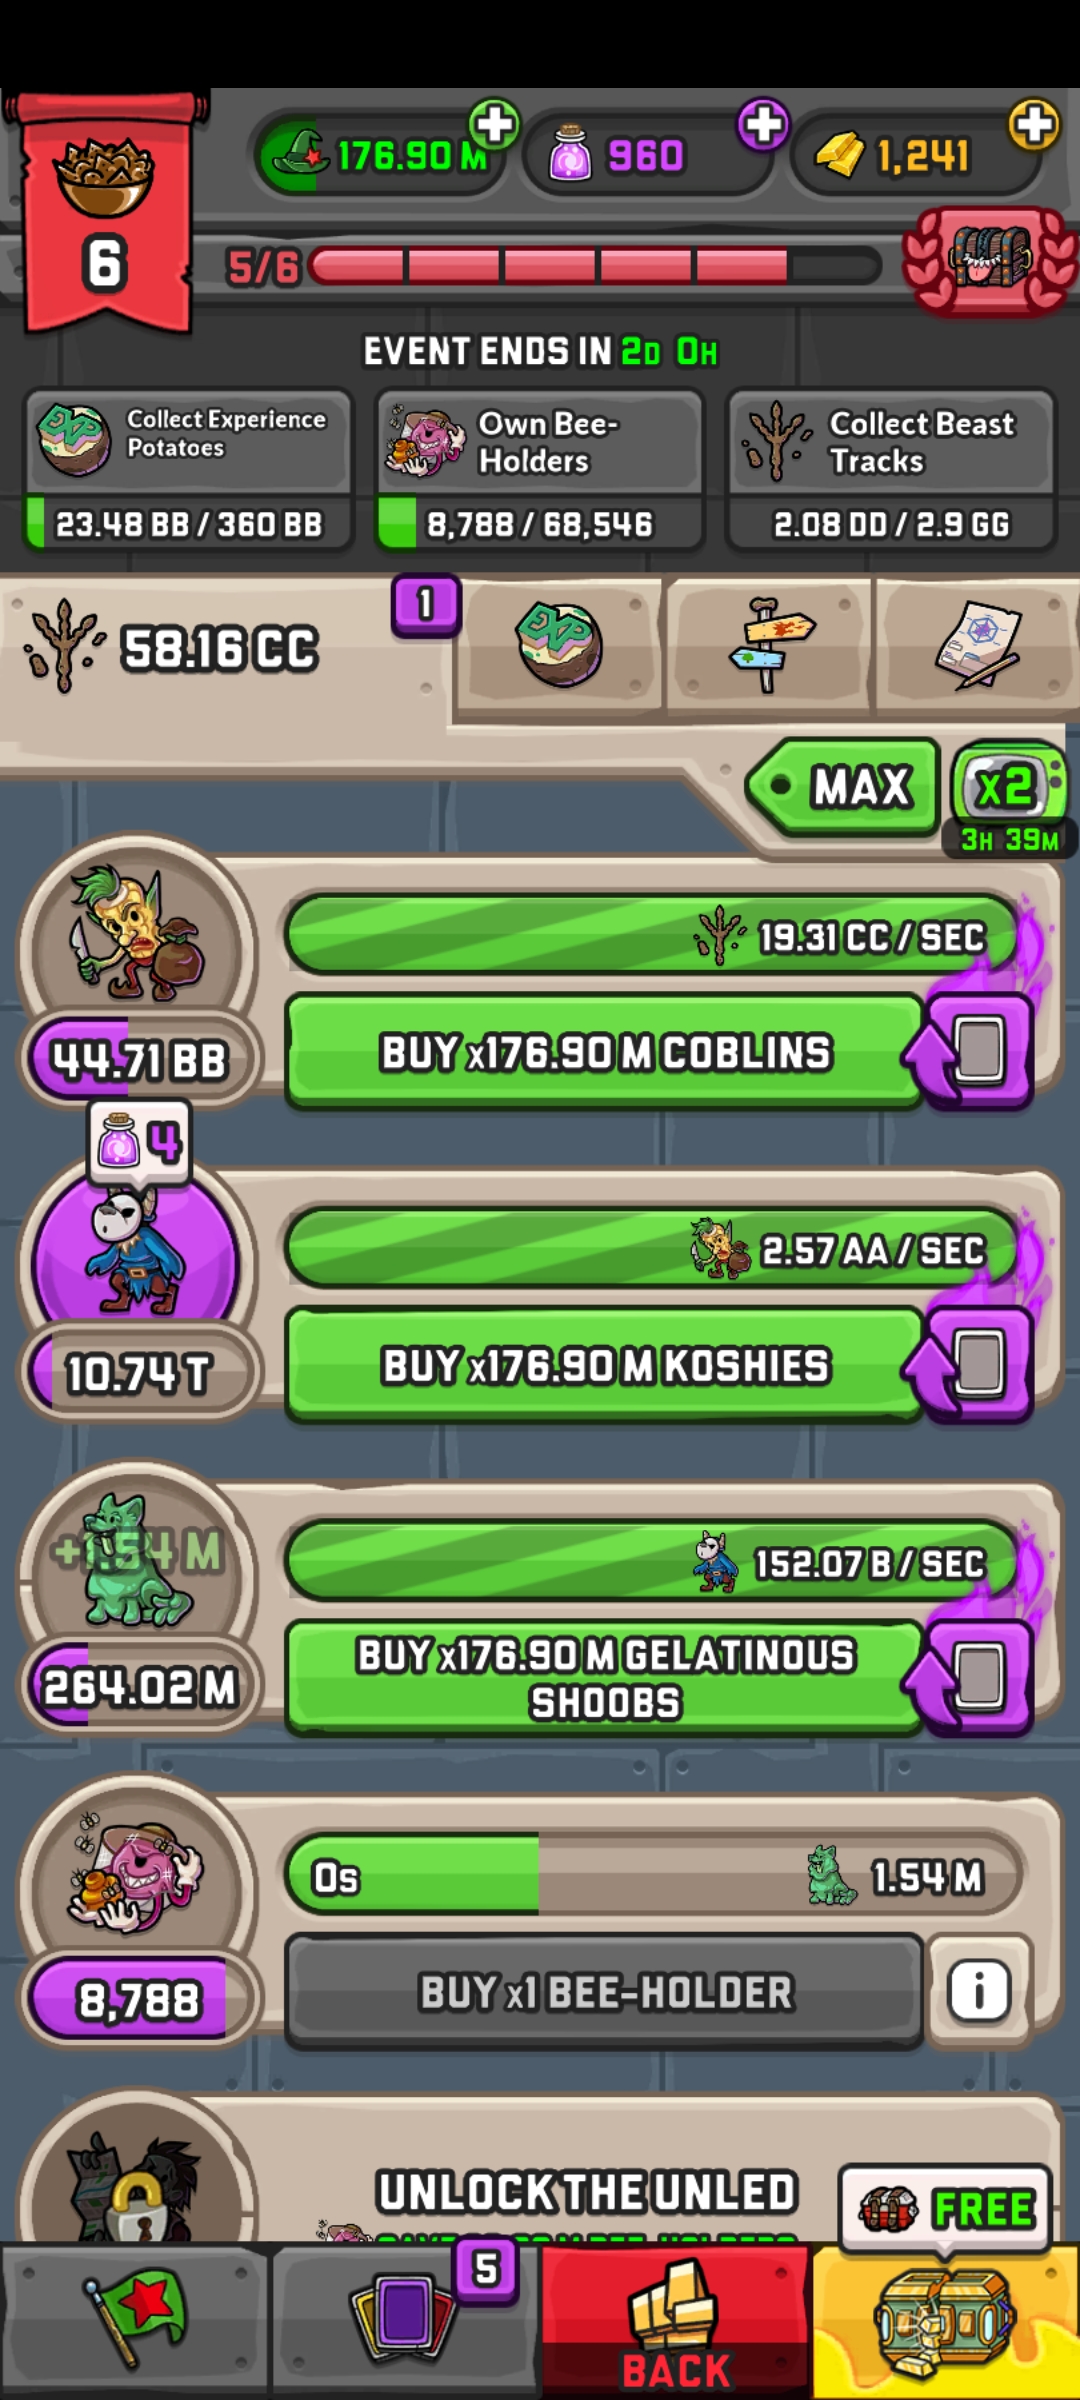 176.90 M
960
1,241
6
5/6
EVENT ENDS IN 2D 0H
Collect Experience
Potatoes
23.48 BB / 360 BB
Own Bee-
Holders
8,788 / 68,546
Collect Beast
Tracks
2.08 DD / 2.9 GG
58.16 CC
1
EXP
MAX
x2
3H 39M
19.31 CC / SEC
44.71 BB
BUY x176.90 M COBLINS
4
2.57 AA / SEC
10.74 T
BUY x176.90 M KOSHIES
+1.54 M
152.07 B / SEC
264.02 M
BUY x176.90 M GELATINOUS
SHOOBS
0s
1.54 M
8,788
BUY x1 BEE-HOLDER
i
UNLOCK THE UNLED
FREE
5
BACK